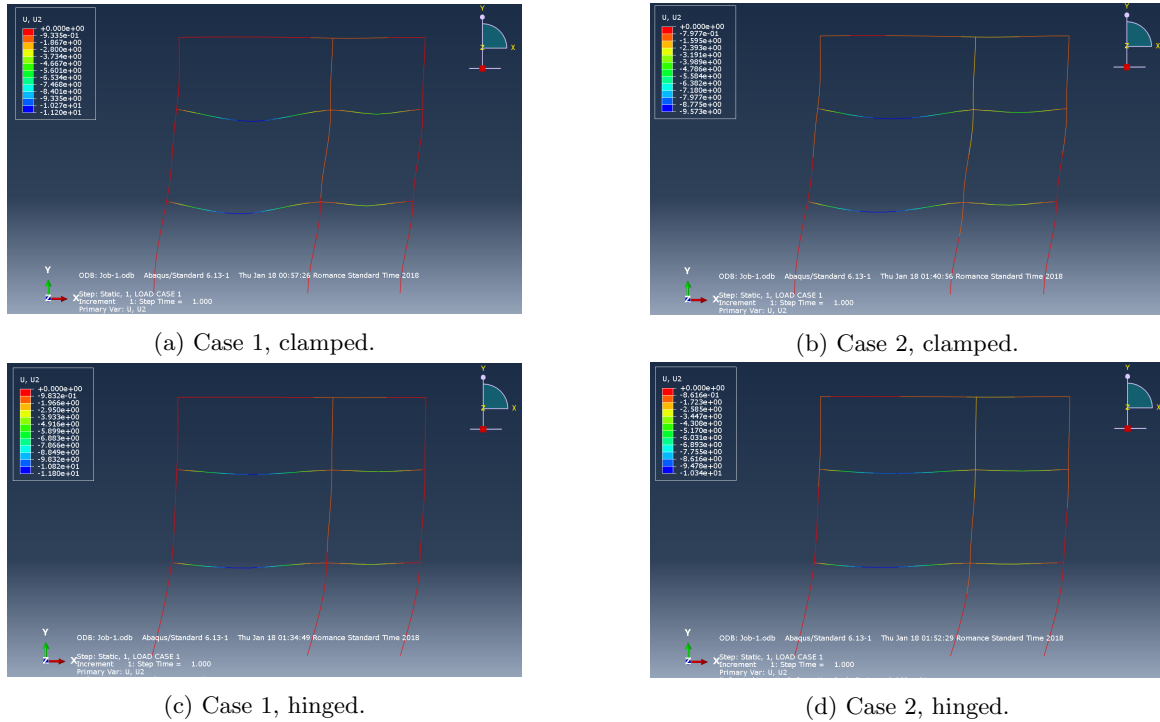 U, U2
+0.000e+00
-9.335e-01
-1.867e+00
-2.800e+00
-3.734e+00
-4.667e+00
-5.601e+00
-6.534e+00
-7.468e+00
-8.401e+00
-9.335e+00
-1.027e+01
-1.120e+01
Y
Z
X
Y
Z
X
ODB: Job-1.odb Abaqus/Standard 6.13-1 Thu Jan 18 00:57:26 Romance Standard Time 2018
Step: Static, 1, LOAD CASE 1
Increment 1: Step Time = 1.000
Primary Var: U, U2
(a) Case 1, clamped.
U, U2
+0.000e+00
-7.977e-01
-1.595e+00
-2.393e+00
-3.191e+00
-3.989e+00
-4.786e+00
-5.584e+00
-6.382e+00
-7.180e+00
-7.977e+00
-8.775e+00
-9.573e+00
Y
Z
X
Y
Z
X
ODB: Job-1.odb Abaqus/Standard 6.13-1 Thu Jan 18 01:40:56 Romance Standard Time 2018
Step: Static, 1, LOAD CASE 1
Increment 1: Step Time = 1.000
Primary Var: U, U2
(b) Case 2, clamped.
U, U2
+0.000e+00
-9.832e-01
-1.966e+00
-2.950e+00
-3.933e+00
-4.916e+00
-5.899e+00
-6.883e+00
-7.866e+00
-8.849e+00
-9.832e+00
-1.082e+01
-1.180e+01
Y
Z
X
Y
Z
X
ODB: Job-1.odb Abaqus/Standard 6.13-1 Thu Jan 18 01:34:49 Romance Standard Time 2018
Step: Static, 1, LOAD CASE 1
Increment 1: Step Time = 1.000
Primary Var: U, U2
(c) Case 1, hinged.
U, U2
+0.000e+00
-8.616e-01
-1.723e+00
-2.585e+00
-3.447e+00
-4.308e+00
-5.170e+00
-6.031e+00
-6.893e+00
-7.755e+00
-8.616e+00
-9.478e+00
-1.034e+01
Y
Z
X
Y
Z
X
ODB: Job-1.odb Abaqus/Standard 6.13-1 Thu Jan 18 01:52:29 Romance Standard Time 2018
Step: Static, 1, LOAD CASE 1
Increment 1: Step Time = 1.000
Primary Var: U, U2
(d) Case 2, hinged.